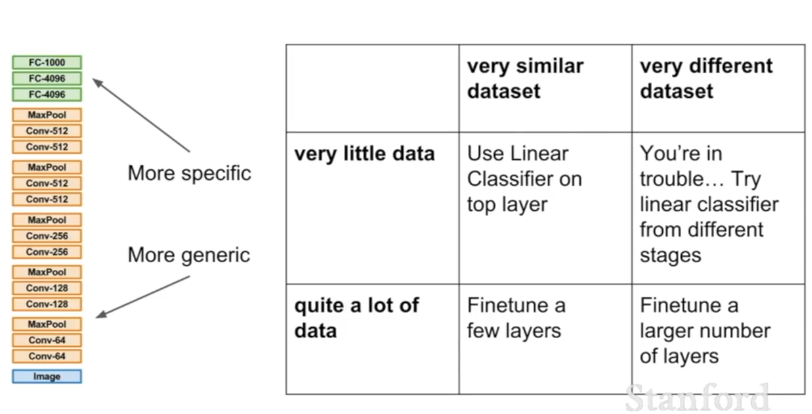 FC-1000
FC-4096
FC-4096
MaxPool
Conv-512
Conv-512
MaxPool
Conv-512
Conv-512
MaxPool
Conv-256
Conv-256
MaxPool
Conv-128
Conv-128
MaxPool
Conv-64
Conv-64
Image
More specific
More generic
very similar
dataset
very different
dataset
very little data
Use Linear
Classifier on
top layer
You're in
trouble… Try
linear classifier
from different
stages
quite a lot of
data
Finetune a
few layers
Finetune a
larger number
of layers
Stanford